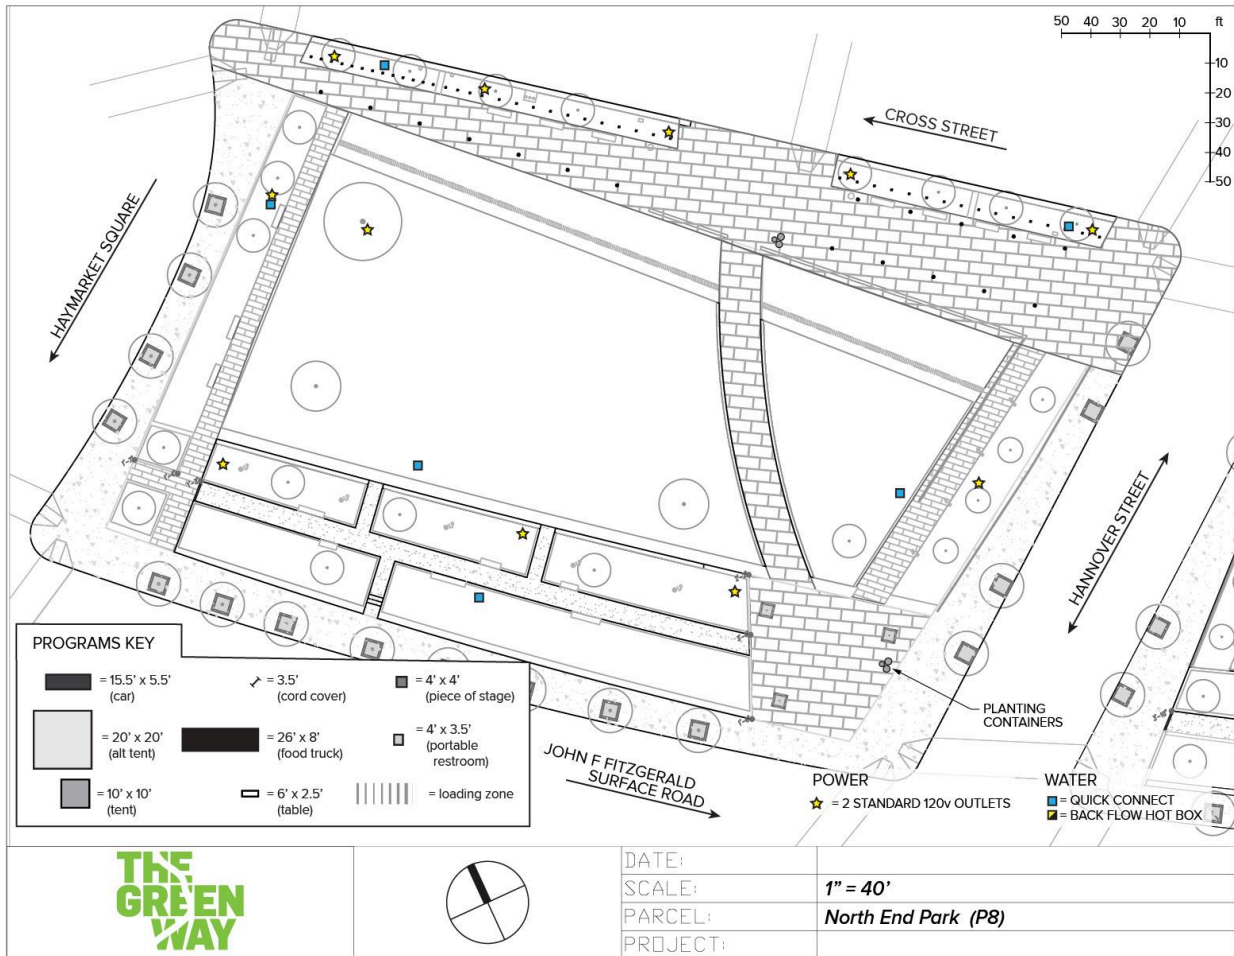 50 40 30 20 10 ft
10
20
30
40
50
CROSS STREET
HAYMARKET SQUARE
HANNOVER STREET
PLANTING
CONTAINERS
JOHN F FITZGERALD
SURFACE ROAD
PROGRAMS KEY
= 15.5' x 5.5'
(car)
= 3.5'
(cord cover)
= 4' x 4'
(piece of stage)
= 20' x 20'
(alt tent)
= 26' x 8'
(food truck)
= 4' x 3.5'
(portable
restroom)
= 10' x 10'
(tent)
= 6' x 2.5'
(table)
= loading zone
POWER
= 2 STANDARD 120v OUTLETS
WATER
= QUICK CONNECT
= BACK FLOW HOT BOX
THE
GREEN
WAY
DATE:
SCALE: 1” = 40’
PARCEL: North End Park (P8)
PROJECT: